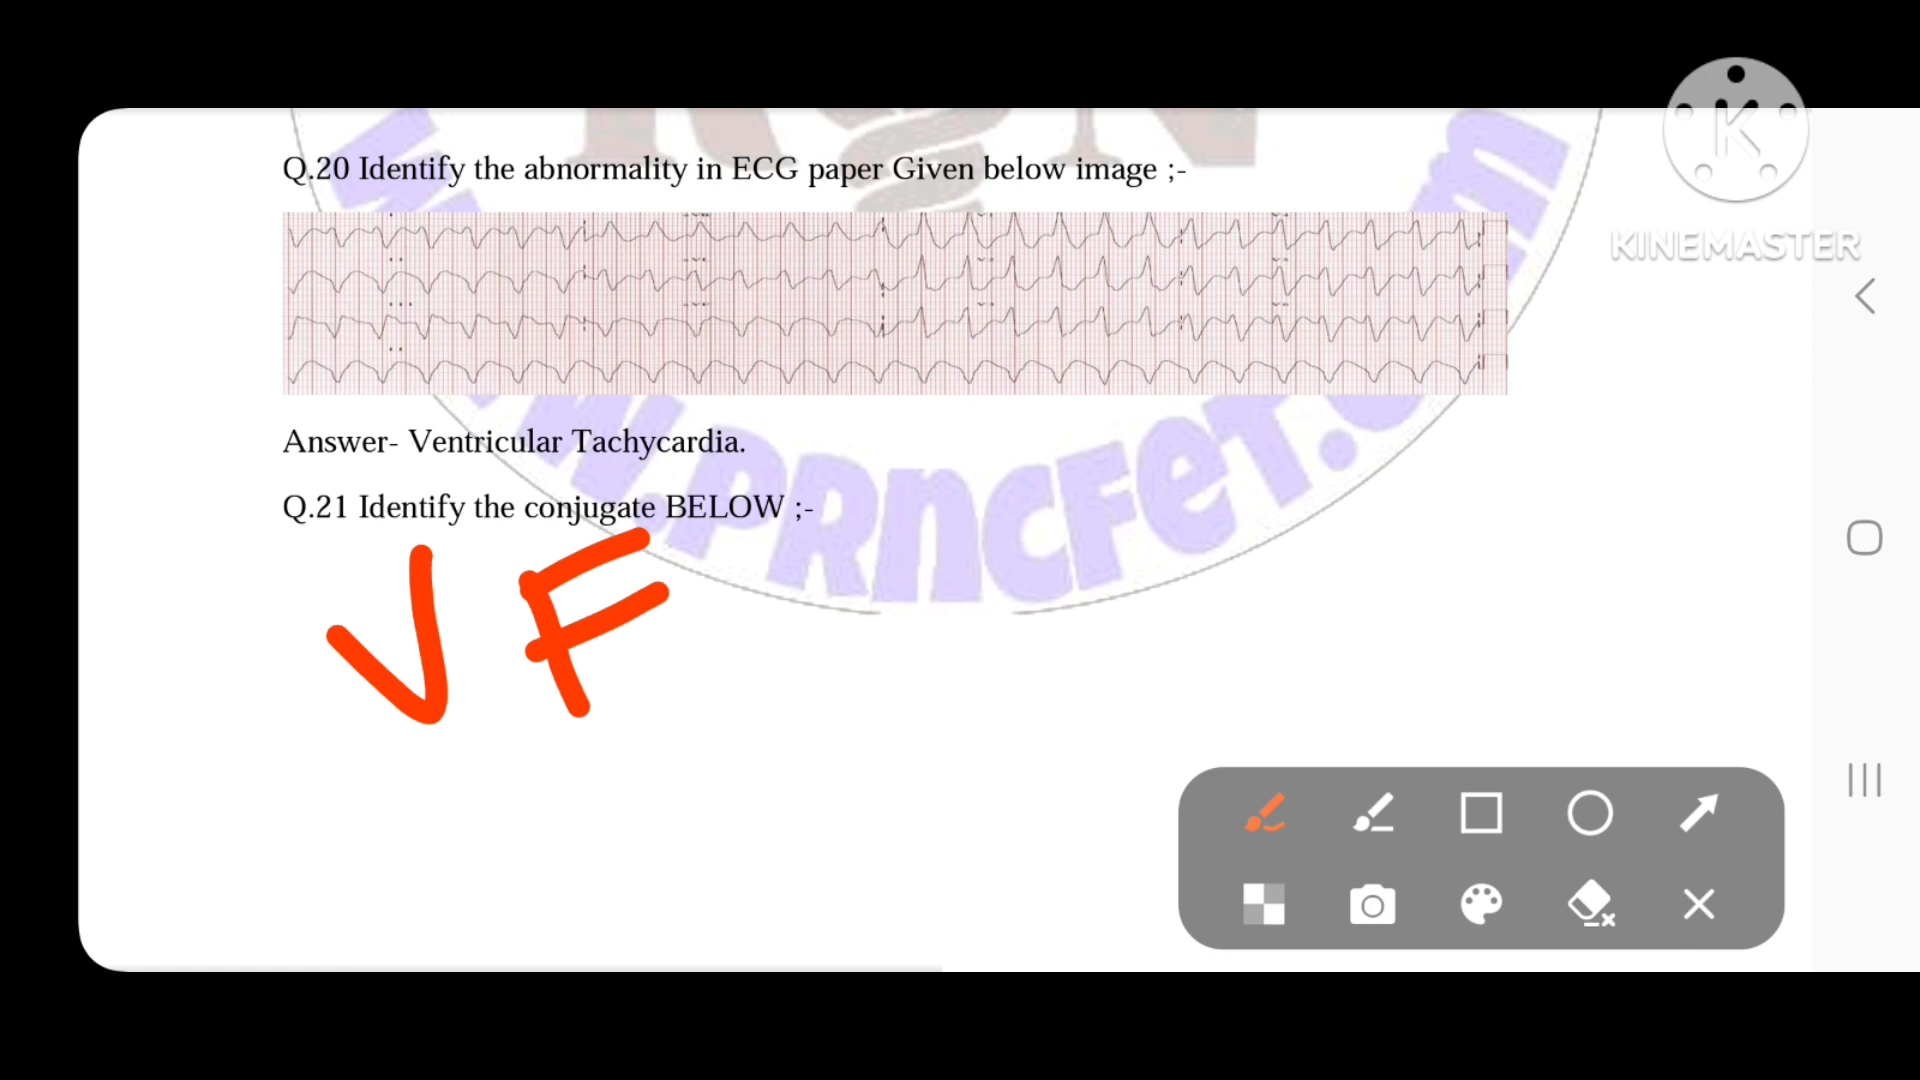 K
KINEMASTER
Q.20 Identify the abnormality in ECG paper Given below image ;-
Answer- Ventricular Tachycardia.
Q.21 Identify the conjugate BELOW ;-
VF
W.PRNCFET.